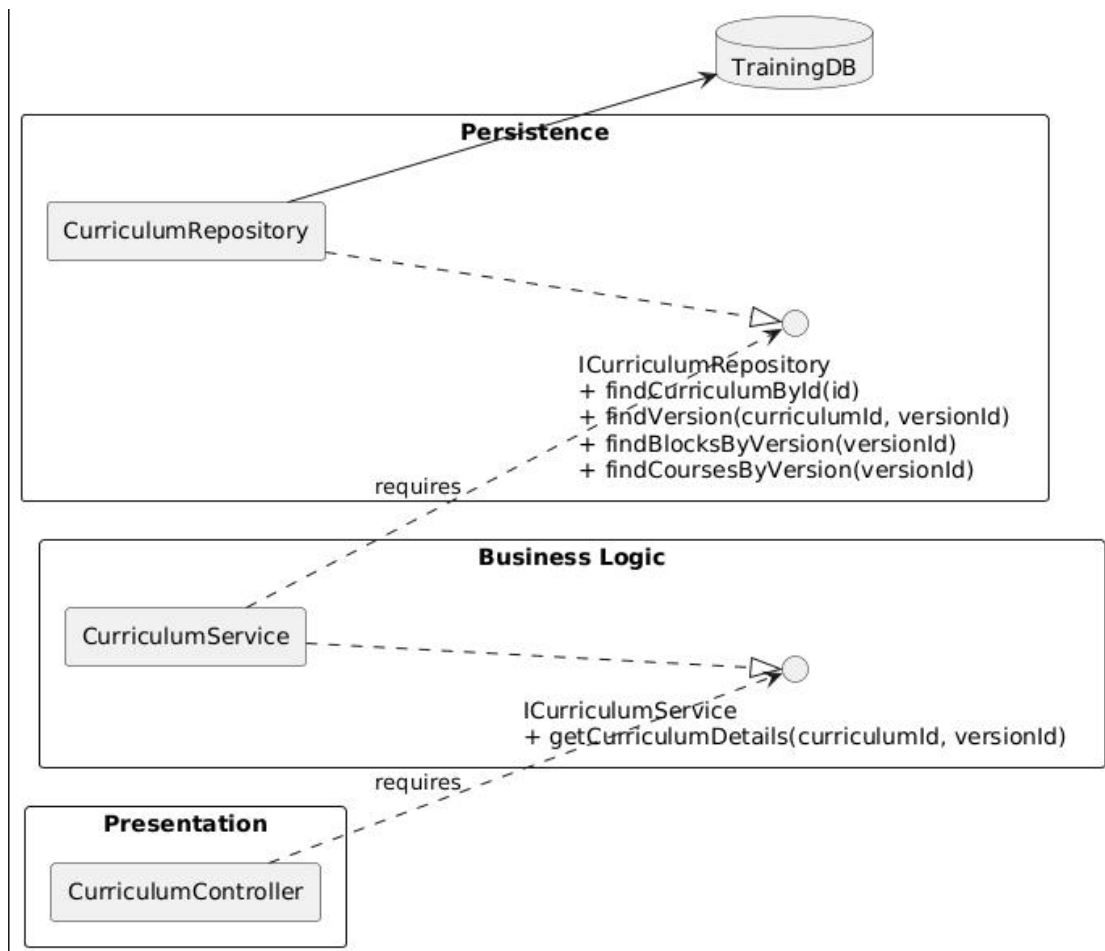 TrainingDB
Persistence
CurriculumRepository
ICurriculumRepository
+ findCurriculumById(id)
+ findVersion(curriculumId, versionId)
+ findBlocksByVersion(versionId)
+ findCoursesByVersion(versionId)
requires
Business Logic
CurriculumService
ICurriculumService
+ getCurriculumDetails(curriculumId, versionId)
requires
Presentation
CurriculumController